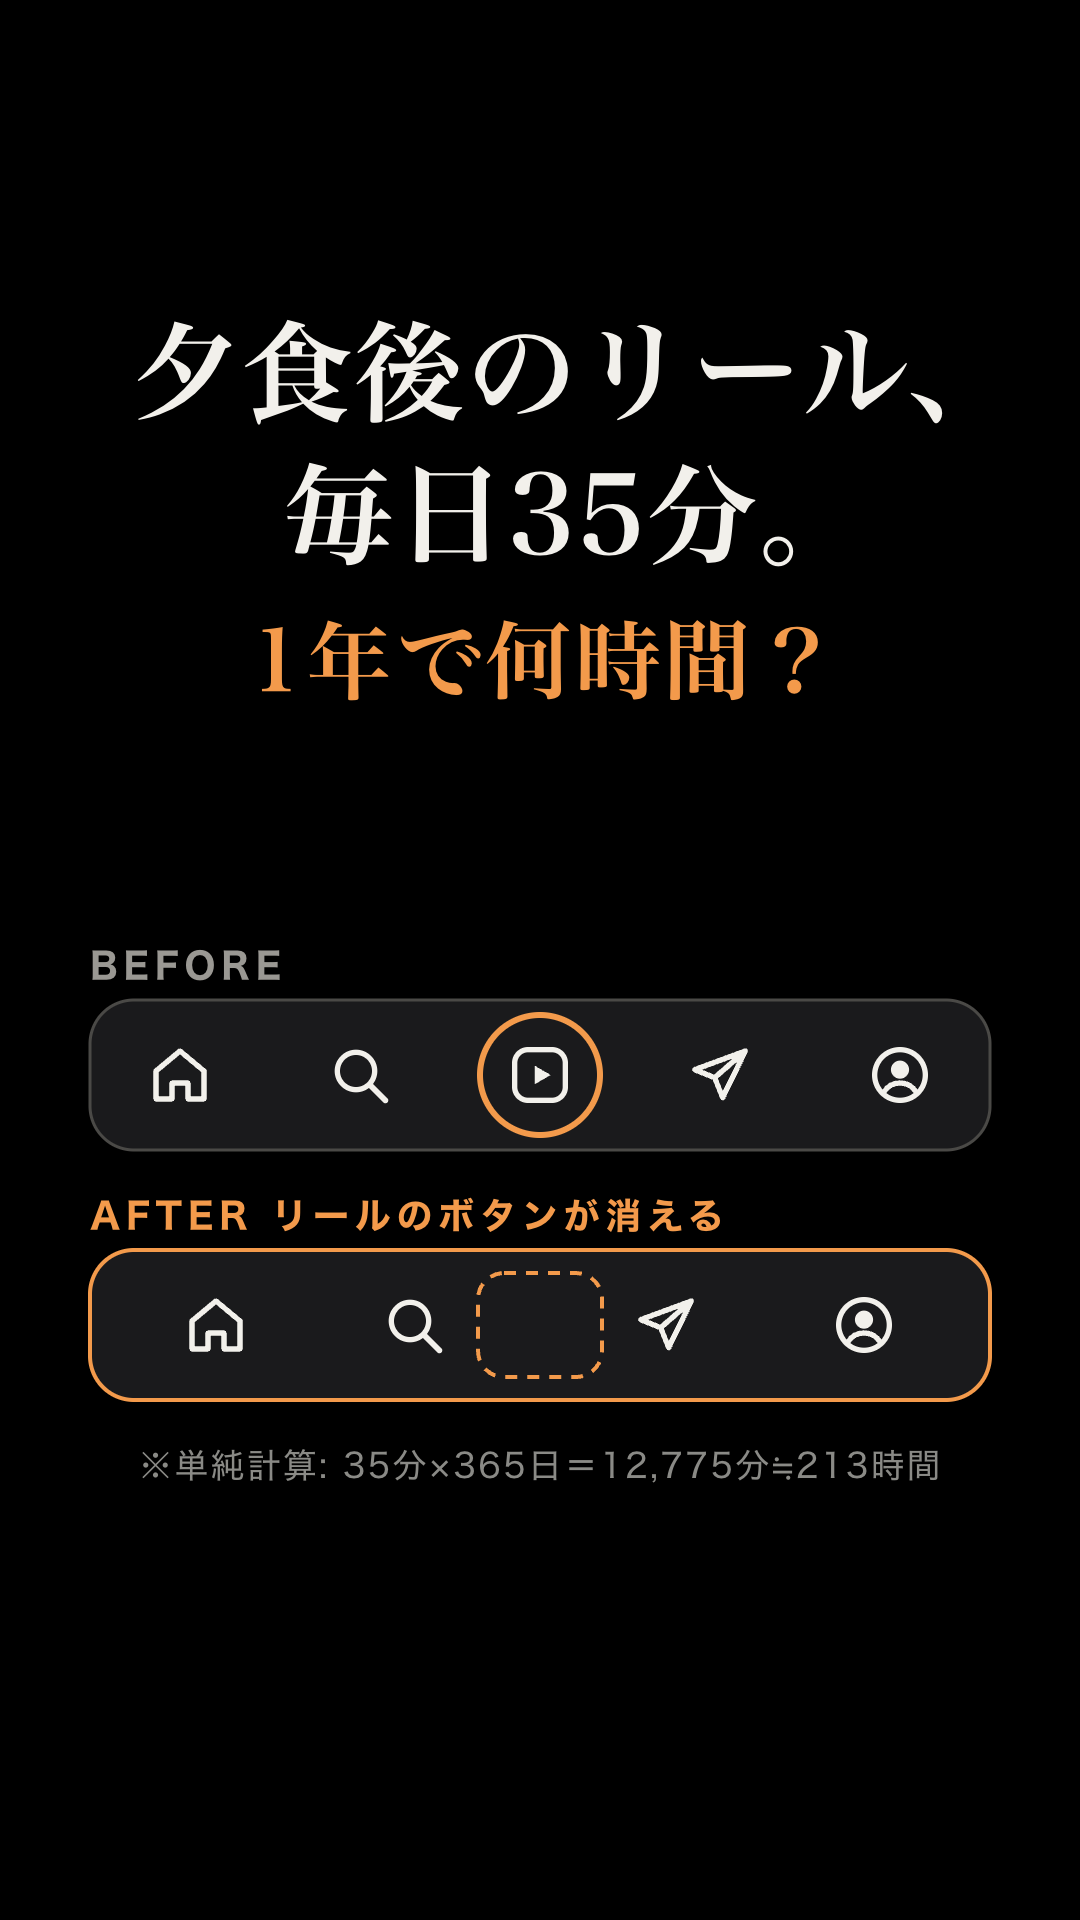 夕食後のリール、
毎日35分。
1年で何時間？
BEFORE
AFTER リールのボタンが消える
※単純計算: 35分×365日＝12,775分≒213時間